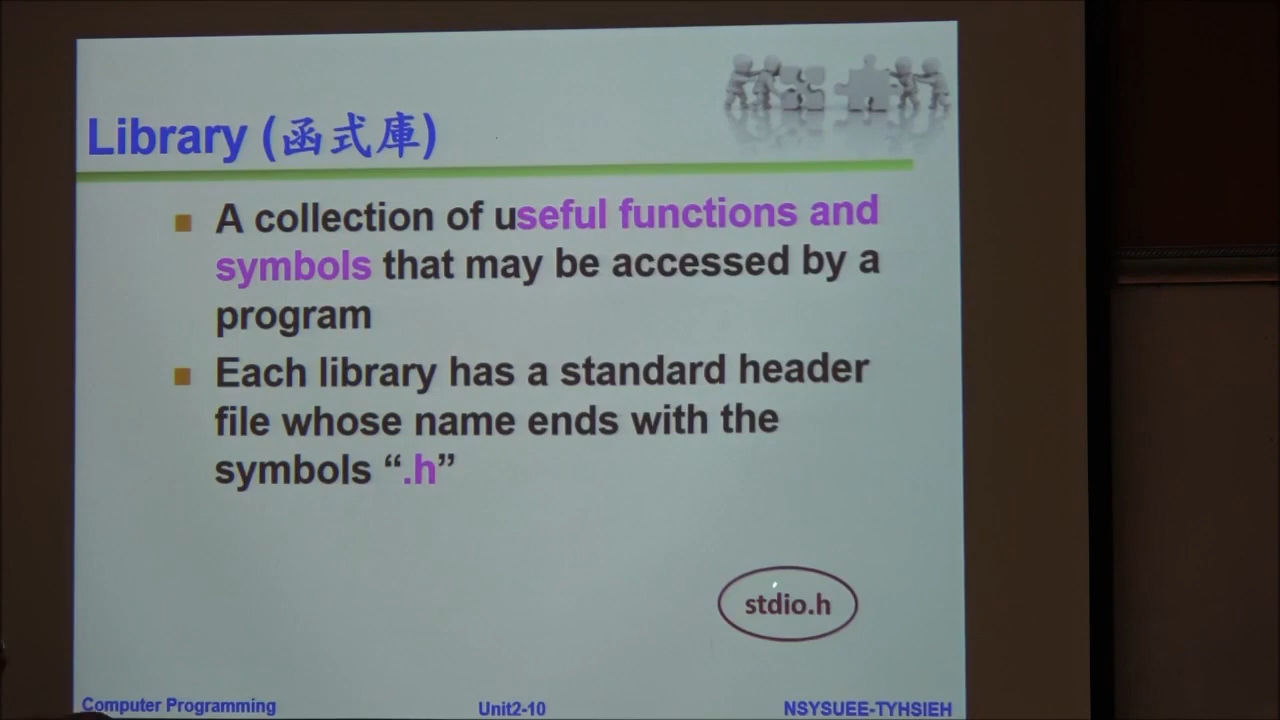 Library (函式庫)
A collection of useful functions and
symbols that may be accessed by a
program
Each library has a standard header
file whose name ends with the
symbols “.h”
stdio.h
Computer Programming
Unit2-10
NSYSUEE-TYHSIEH